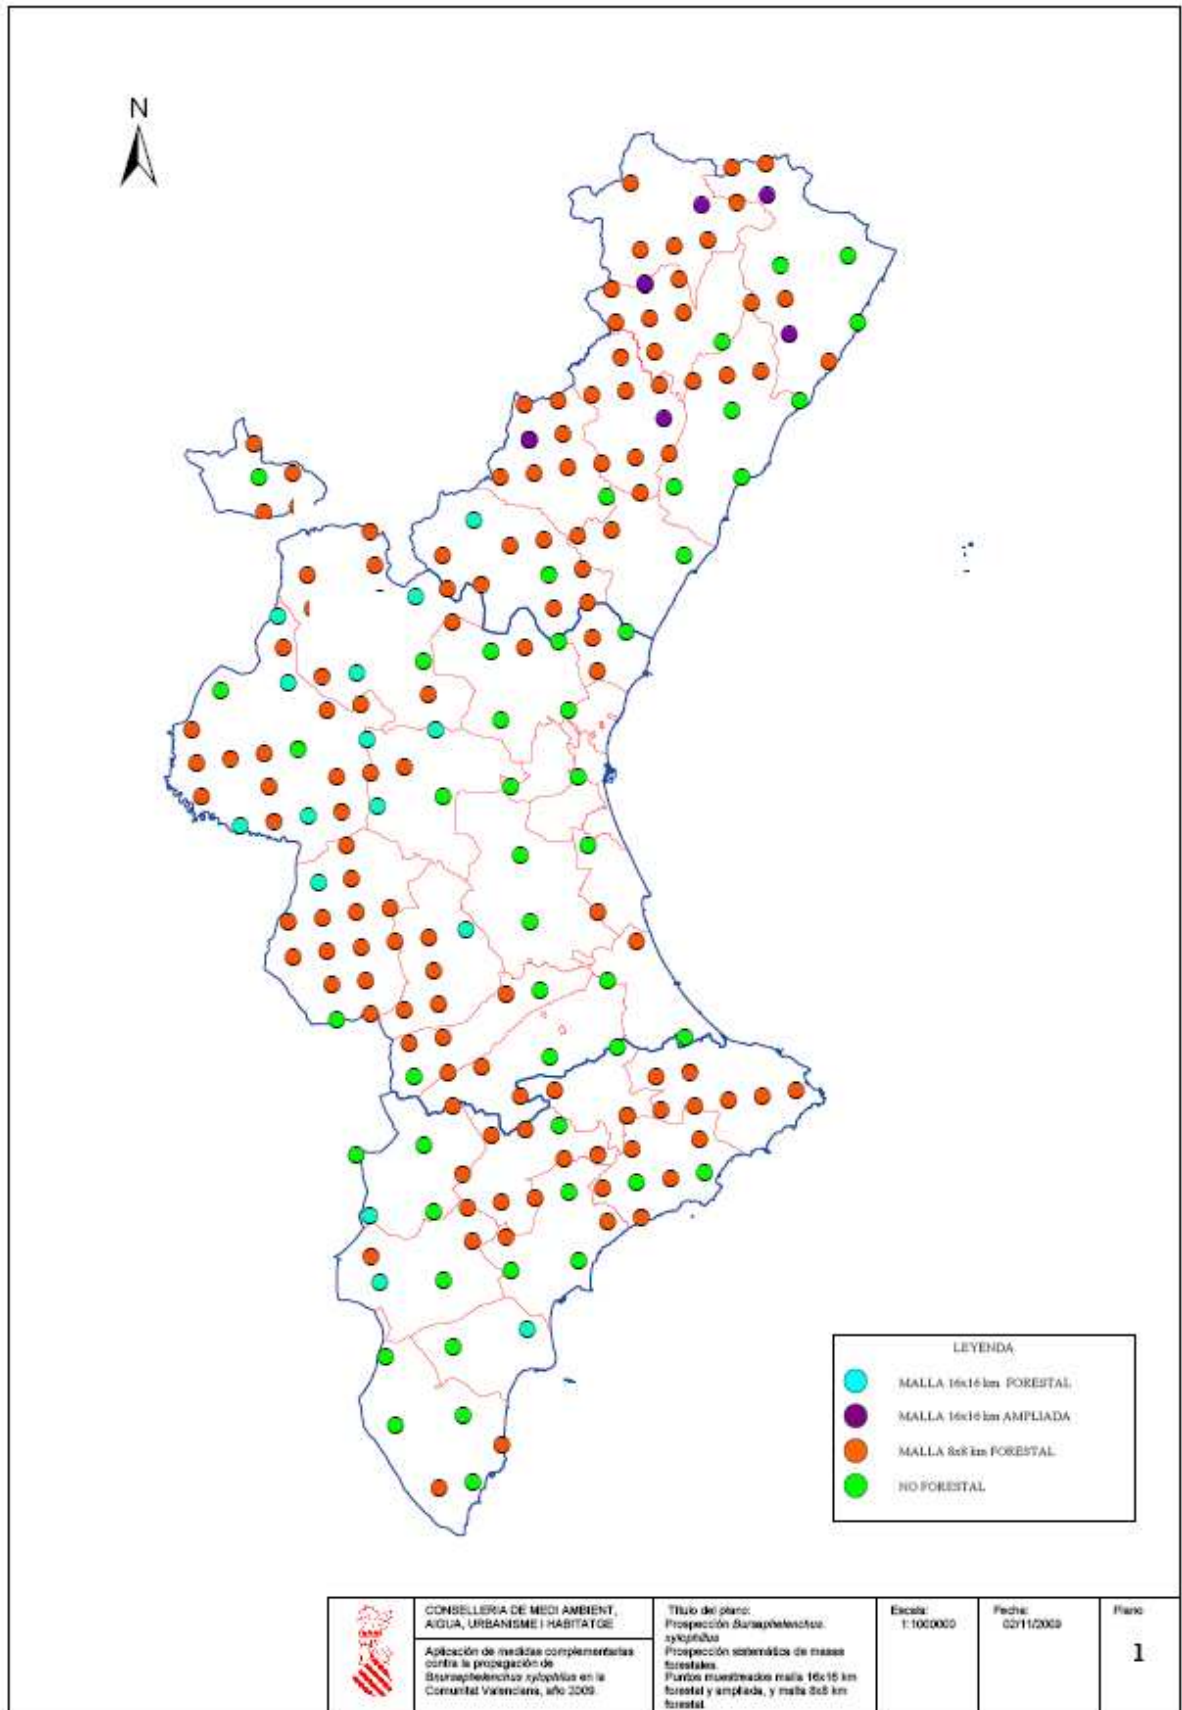 N
LEYENDA
MALLA 16x16 km FORESTAL
MALLA 16x16 km AMPLIADA
MALLA 8x8 km FORESTAL
NO FORESTAL
CONSELLERIA DE MEDI AMBIENT,
AIGUA, URBANISME I HABITATGE
Aplicación de medidas complementarias
contra la propagación de
Bursaphelenchus xylophilus en la
Comunitat Valenciana, año 2009.
Título del plano:
Prospección Bursaphelenchus
xylophilus
Prospección sistemática de masas
forestales.
Puntos muestreados malla 16x16 km
forestal y ampliada, y malla 8x8 km
forestal
Escala:
1:1000000
Fecha:
02/11/2009
Plano
1